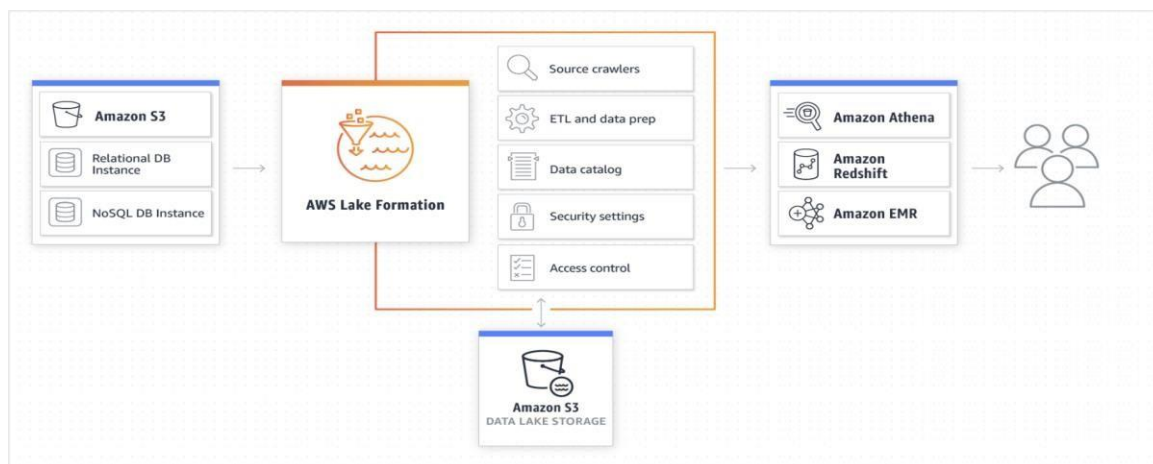 Amazon S3
Relational DB
Instance
NoSQL DB Instance
AWS Lake Formation
Source crawlers
ETL and data prep
Data catalog
Security settings
Access control
Amazon S3
DATA LAKE STORAGE
Amazon Athena
Amazon
Redshift
Amazon EMR